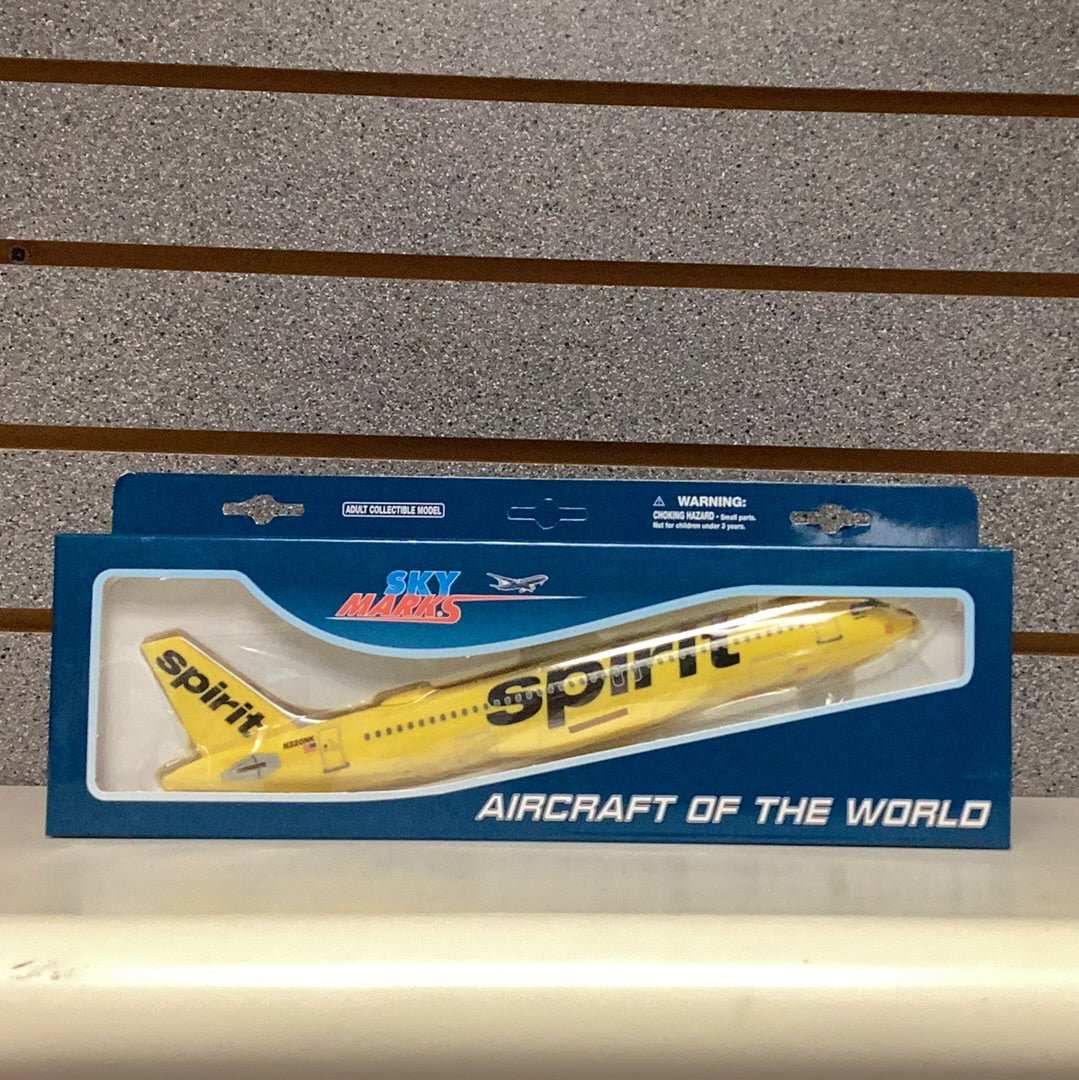 ADULT COLLECTIBLE MODEL
WARNING:
CHOKING HAZARD - Small parts.
Not for children under 3 years.
SKY
MARKS
spirit
spirit
N320NK
AIRCRAFT OF THE WORLD